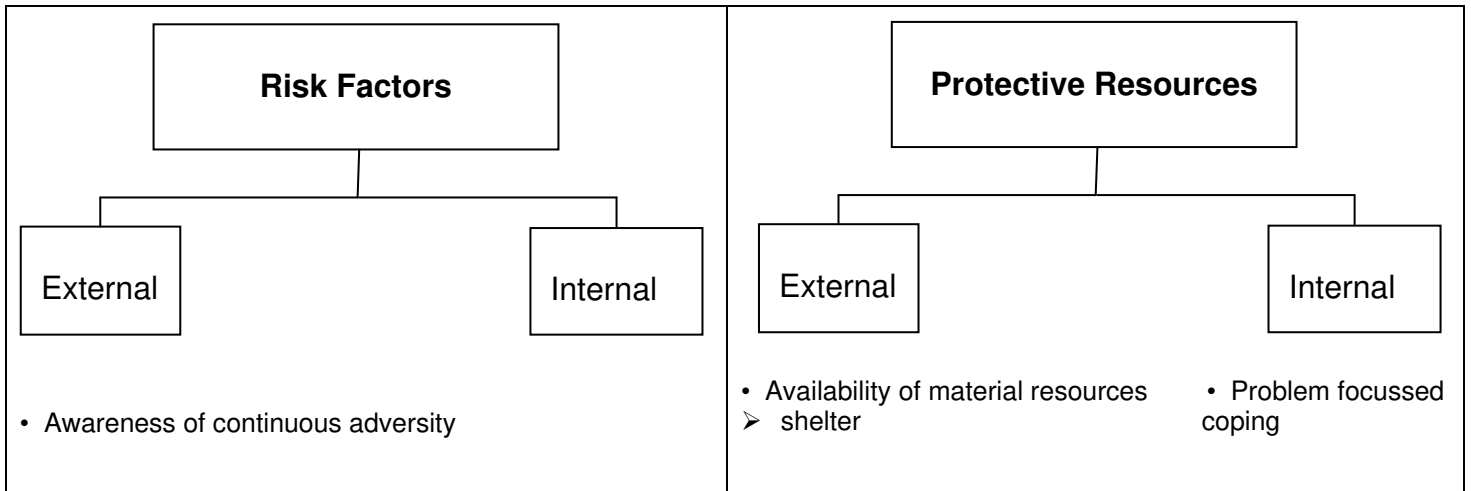 Risk Factors
External
Internal
• Awareness of continuous adversity
Protective Resources
External
Internal
• Availability of material resources
➢ shelter
• Problem focussed
coping